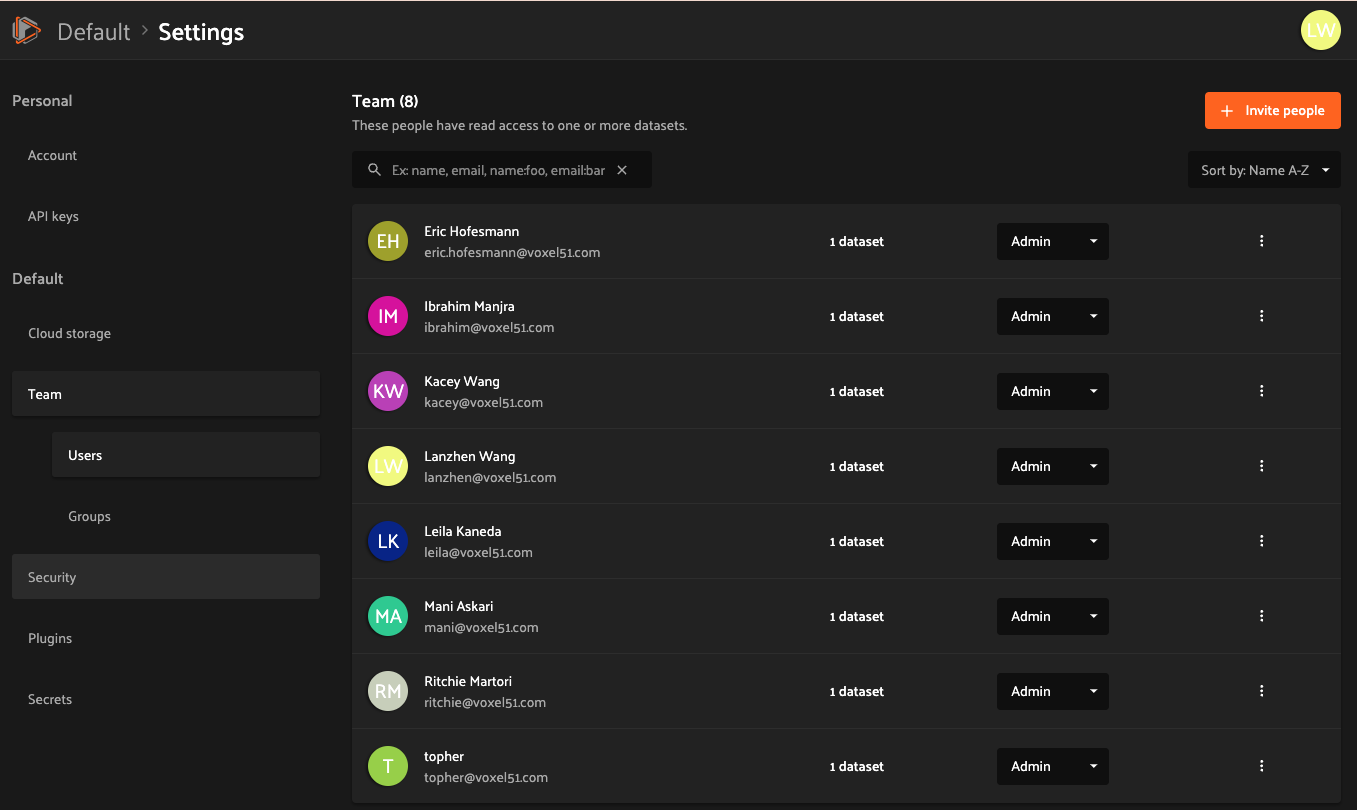 Default > Settings
LW
Personal
Account
API keys
Default
Cloud storage
Team
Users
Groups
Security
Plugins
Secrets
Team (8)
These people have read access to one or more datasets.
+ Invite people
Ex: name, email, name:foo, email:bar
Sort by: Name A-Z
EH Eric Hofesmann 1 dataset Admin
eric.hofesmann@voxel51.com
IM Ibrahim Manjra 1 dataset Admin
ibrahim@voxel51.com
KW Kacey Wang 1 dataset Admin
kacey@voxel51.com
LW Lanzhen Wang 1 dataset Admin
lanzhen@voxel51.com
LK Leila Kaneda 1 dataset Admin
leila@voxel51.com
MA Mani Askari 1 dataset Admin
mani@voxel51.com
RM Ritchie Martori 1 dataset Admin
ritchie@voxel51.com
T topher 1 dataset Admin
topher@voxel51.com